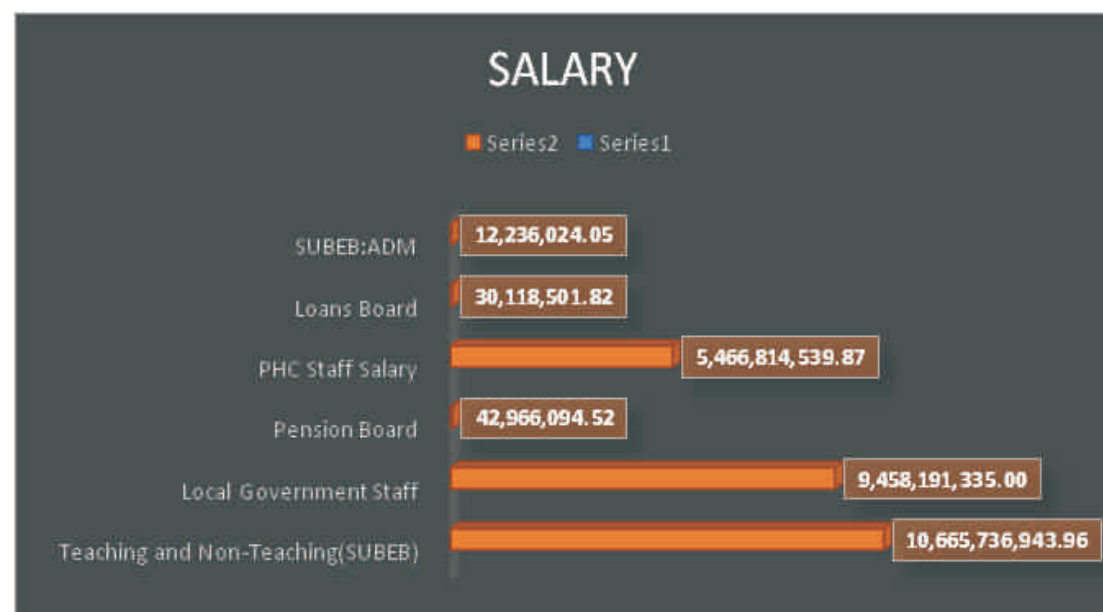 SALARY
Series2 Series1
SUBEB:ADM 12,236,024.05
Loans Board 30,118,501.82
PHC Staff Salary 5,466,814,539.87
Pension Board 42,966,094.52
Local Government Staff 9,458,191,335.00
Teaching and Non-Teaching(SUBEB) 10,665,736,943.96